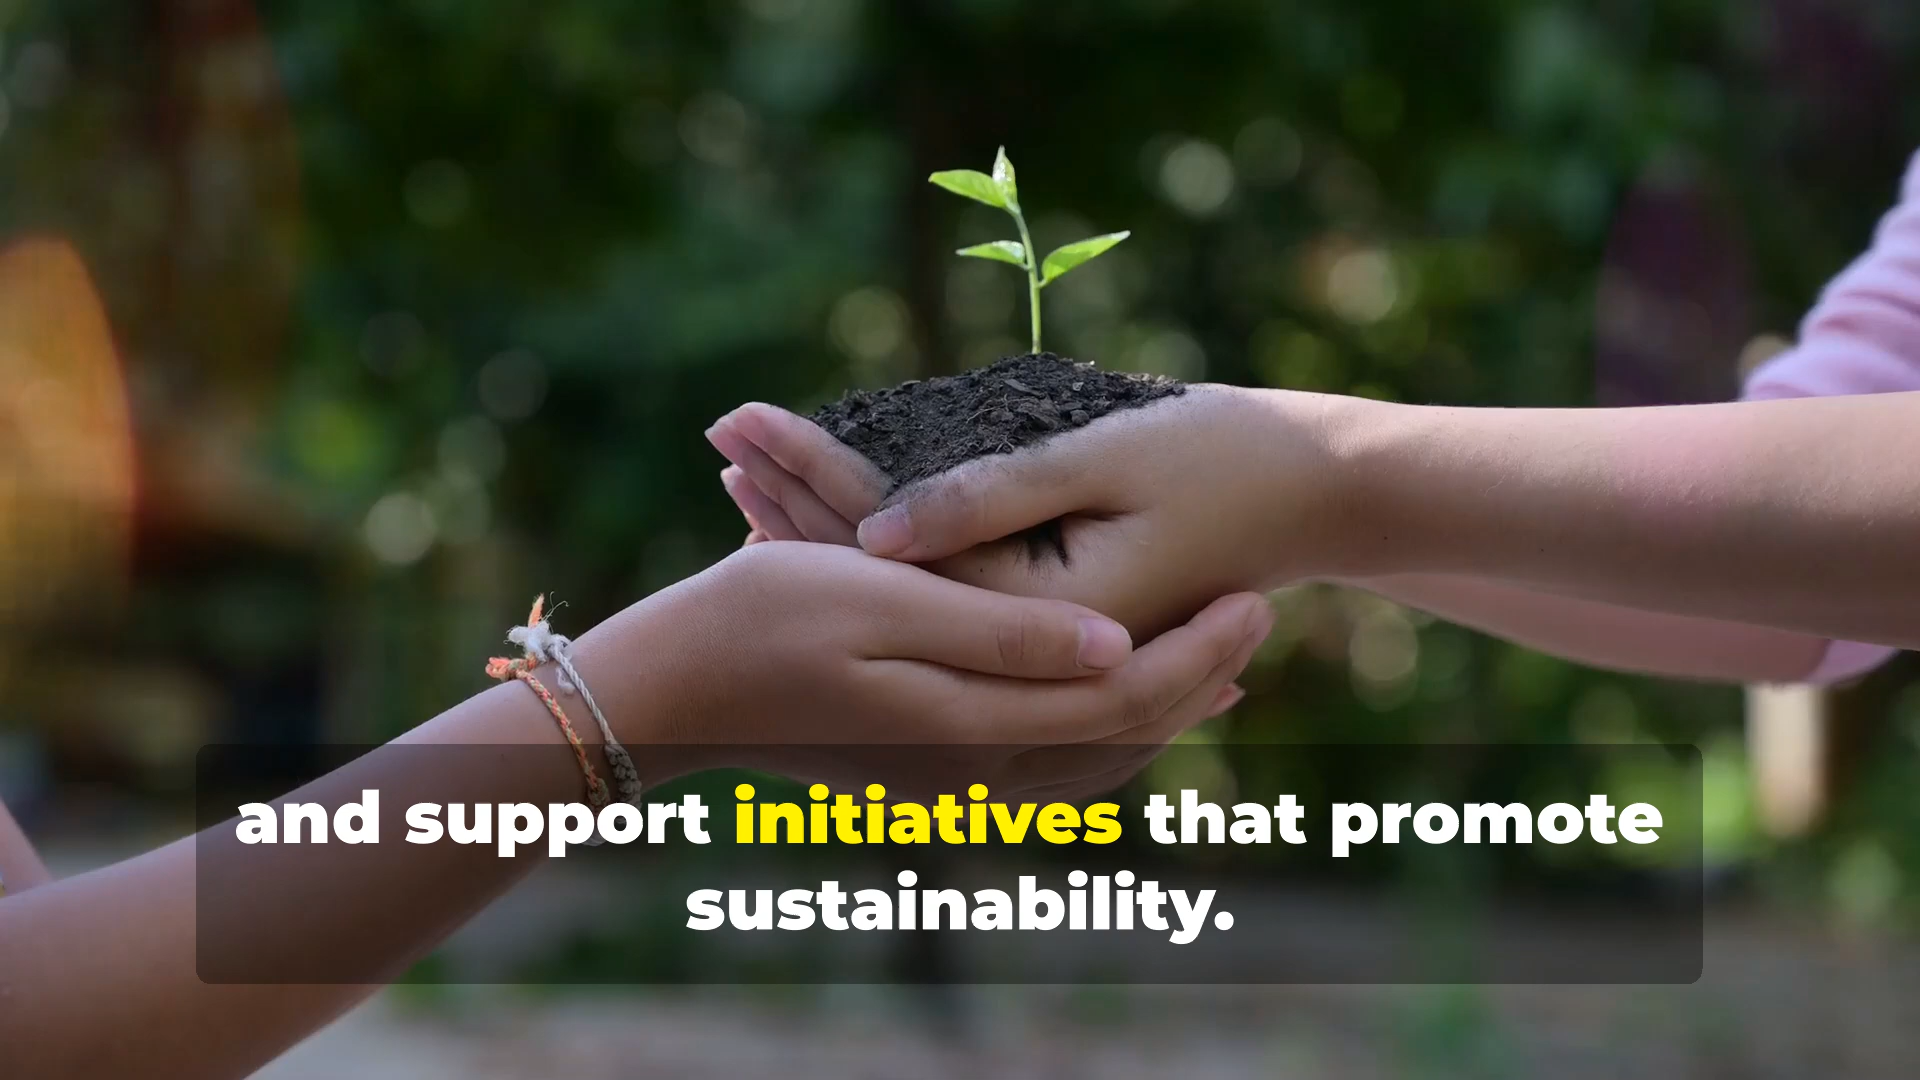 and support initiatives that promote
sustainability.